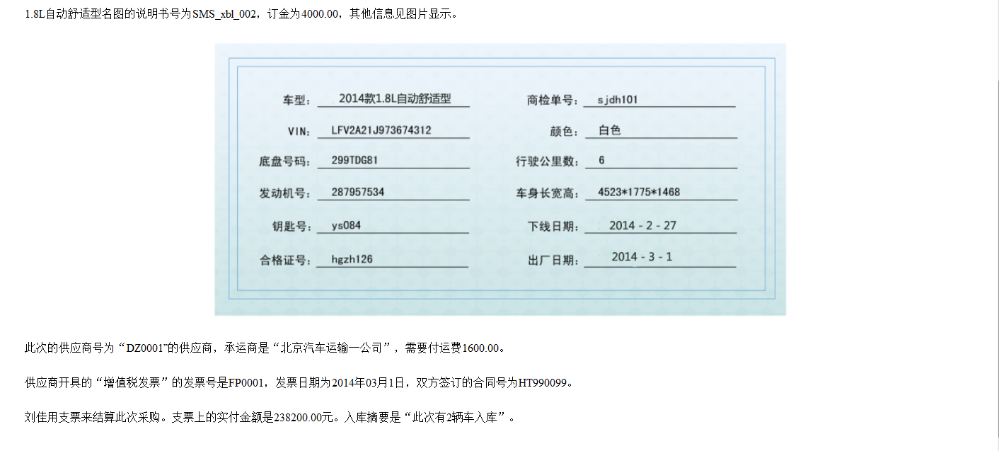 1.8L自动舒适型名图的说明书号为SMS_xbl_002，订金为4000.00，其他信息见图片显示。
车型： 2014款1.8L自动舒适型 商检单号： sjdh101
VIN: LFV2A21J973674312 颜色： 白色
底盘号码： 299TDG81 行驶公里数： 6
发动机号： 287957534 车身长宽高： 4523*1775*1468
钥匙号： ys084 下线日期： 2014 - 2 - 27
合格证号： hgzh126 出厂日期： 2014 - 3 - 1
此次的供应商号为“DZ0001”的供应商，承运商是“北京汽车运输一公司”，需要付运费1600.00。
供应商开具的“增值税发票”的发票号是FP0001，发票日期为2014年03月1日，双方签订的合同号为HT990099。
刘佳用支票来结算此次采购。支票上的实付金额是238200.00元。入库摘要是“此次有2辆车入库”。